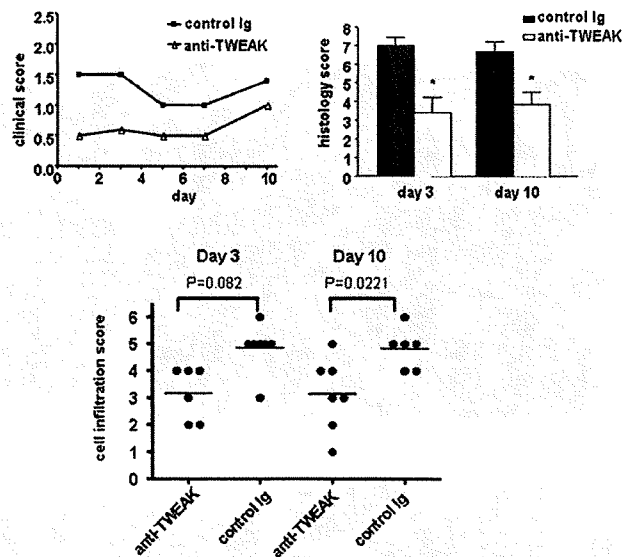 control Ig
anti-TWEAK
clinical score
2.5
2.0
1.5
1.0
0.5
0.0
0 2 4 6 8 10
day
control Ig
anti-TWEAK
histology score
8
7
6
5
4
3
2
1
0
* *
day 3 day 10
Day 3 Day 10
P=0.082 P=0.0221
cell infiltration score
6
5
4
3
2
1
0
anti-TWEAK control Ig anti-TWEAK control Ig